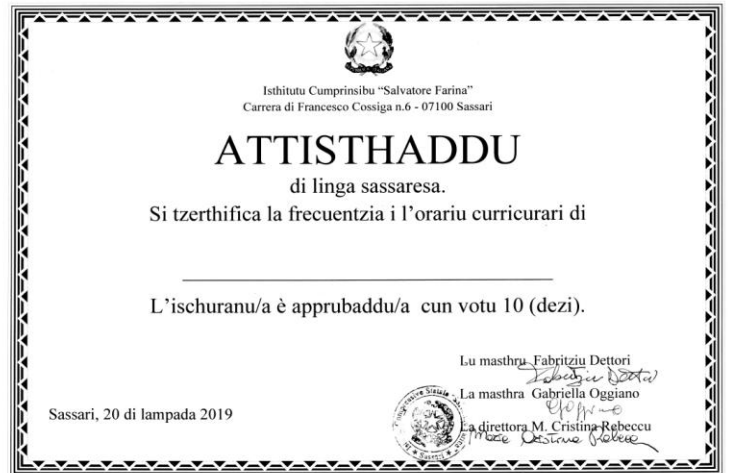 Isthitutu Cumprinsibu “Salvatore Farina”
Carrera di Francesco Cossiga n.6 - 07100 Sassari
ATTISTHADDU
di linga sassaresa.
Si tzerthifica la frecuentzia i l’orariu curricurari di
L’ischuranu/a è apprubaddu/a cun votu 10 (dezi).
Lu masthru Fabritziu Dettori
La masthra Gabriella Oggiano
La direttora M. Cristina Rebeccu
Sassari, 20 di lampada 2019